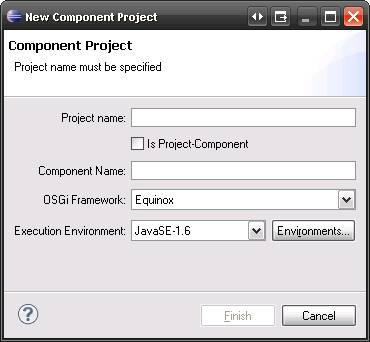 New Component Project
Component Project
Project name must be specified
Project name:
Is Project-Component
Component Name:
OSGi Framework: Equinox
Execution Environment: JavaSE-1.6 Environments...
? Finish Cancel